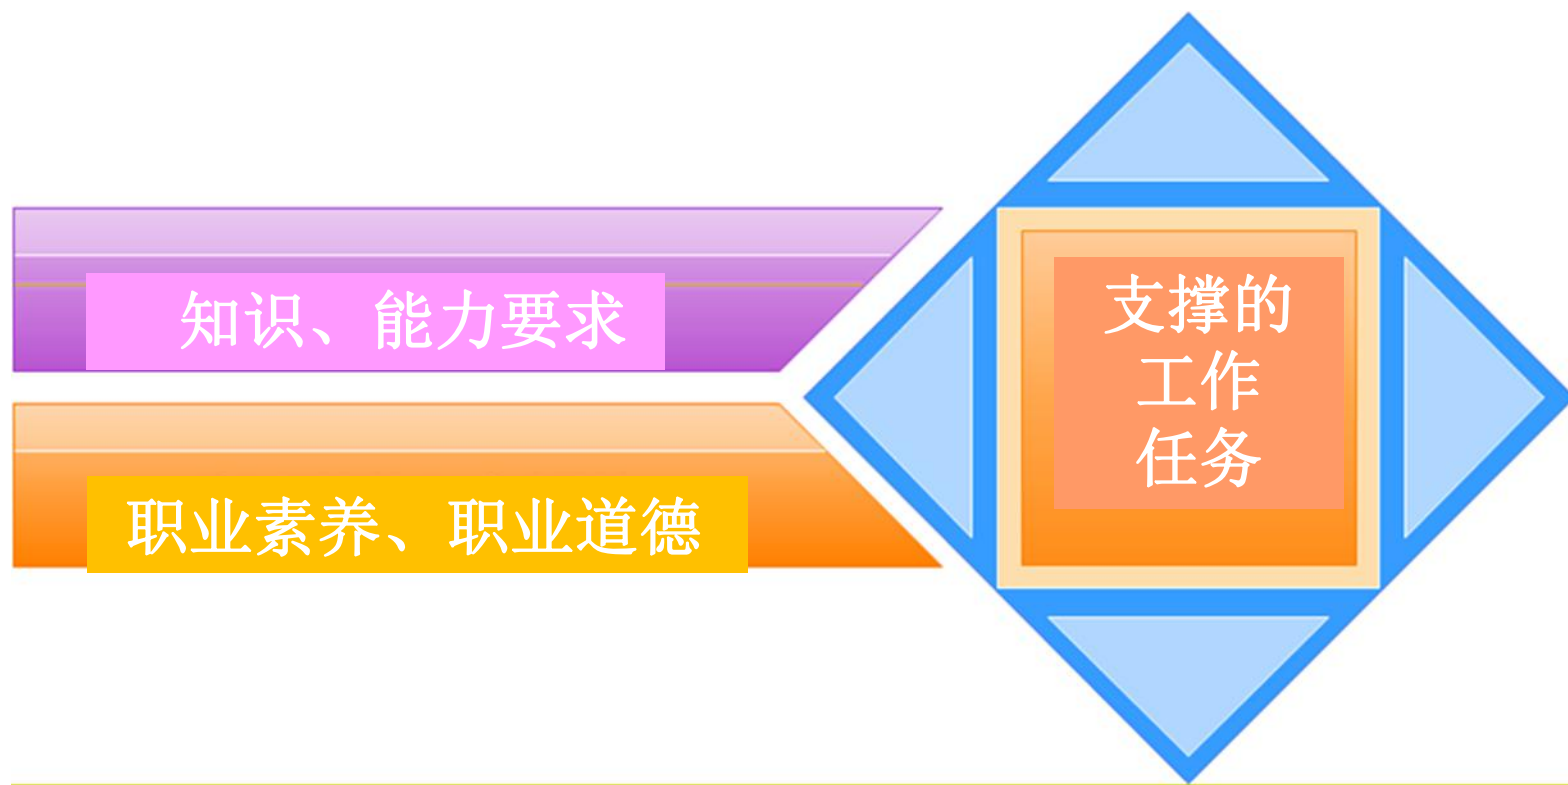 知识、能力要求
职业素养、职业道德
支撑的
工作
任务